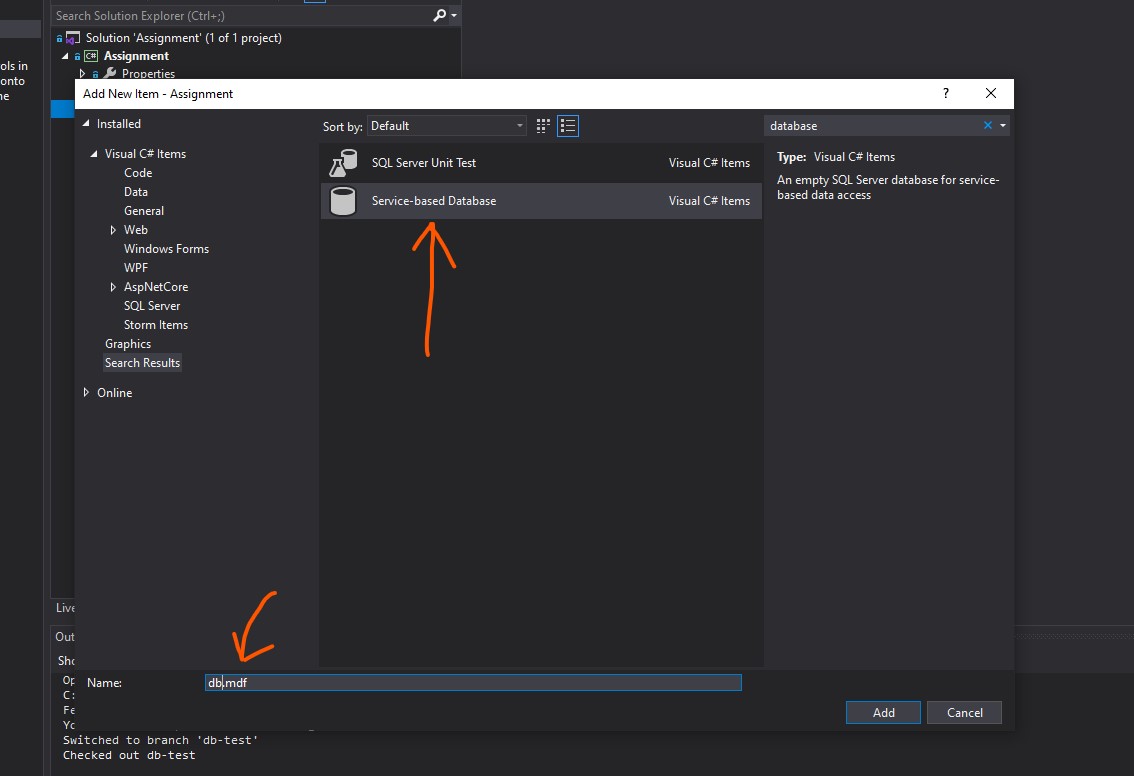 Search Solution Explorer (Ctrl+;)
Solution 'Assignment' (1 of 1 project)
C# Assignment
Properties
ols in
onto
ne
Add New Item - Assignment
?
Installed
Sort by: Default
database
Visual C# Items
Code
Data
General
Web
Windows Forms
WPF
AspNetCore
SQL Server
Storm Items
Graphics
Search Results
Online
SQL Server Unit Test Visual C# Items
Service-based Database Visual C# Items
Type: Visual C# Items
An empty SQL Server database for service-
based data access
Live
Out
Sho
Name: db.mdf
Add Cancel
Op
C:
Fe
Yo
Switched to branch 'db-test'
Checked out db-test